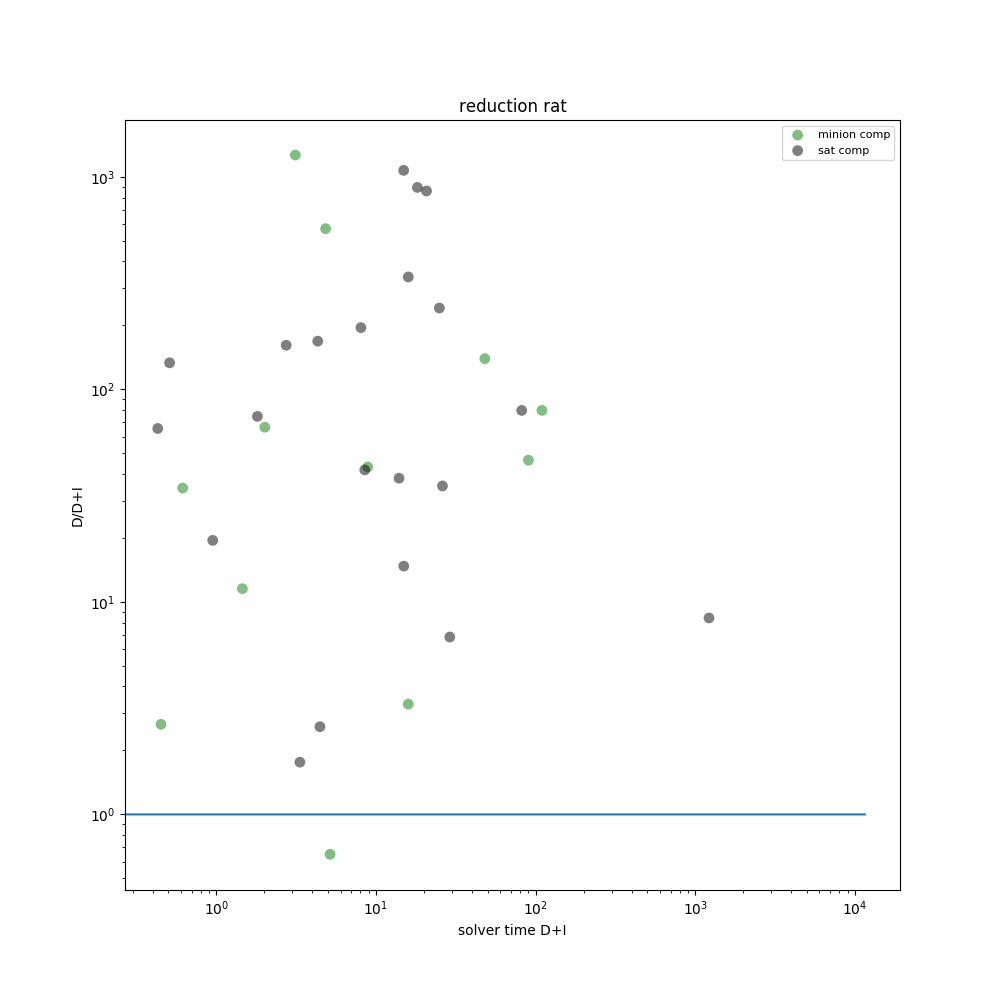 reduction rat
minion comp
sat comp
D/D+I
10³
10²
10¹
10⁰
10⁰ 10¹ 10² 10³ 10⁴
solver time D+I